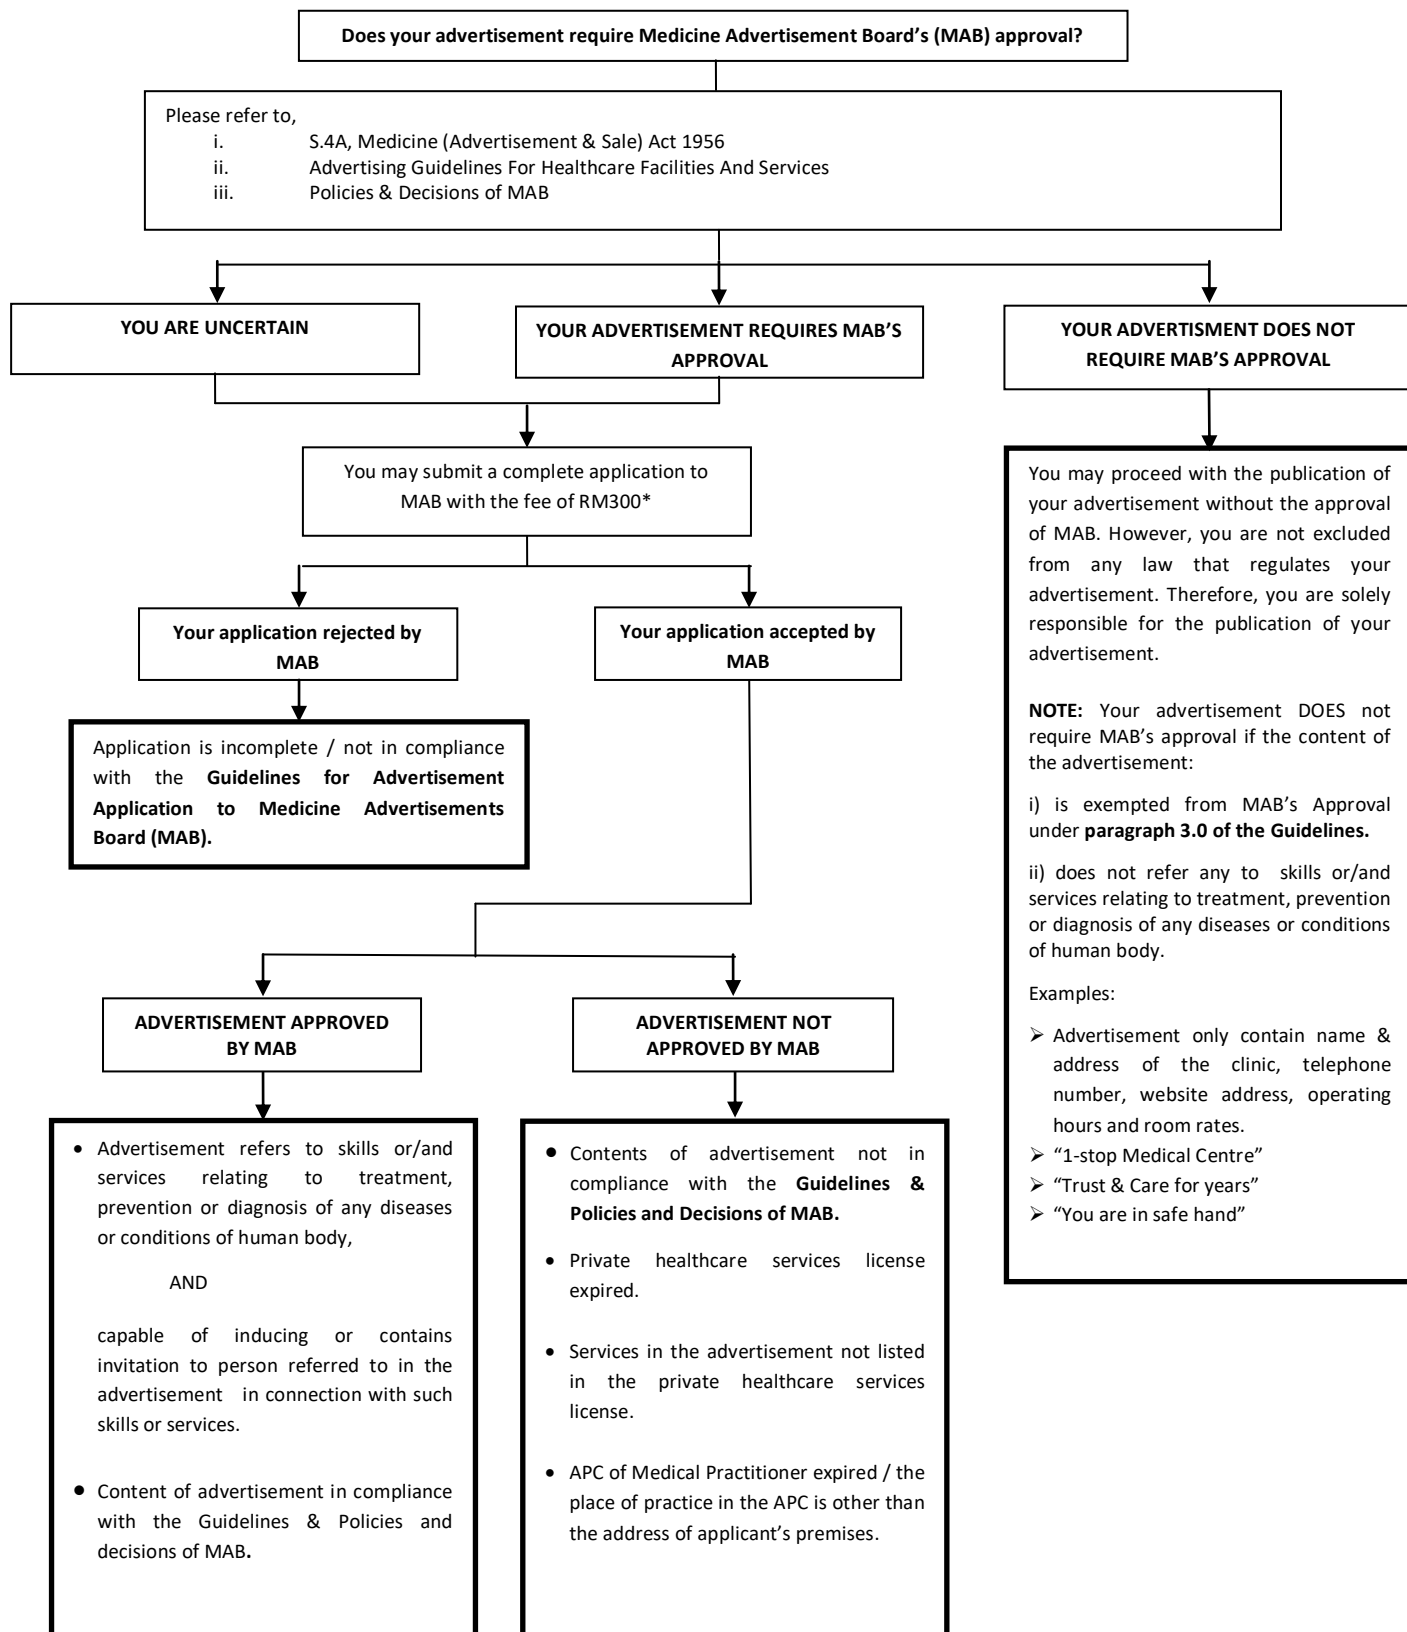 Does your advertisement require Medicine Advertisement Board's (MAB) approval?
Please refer to,
i. S.4A, Medicine (Advertisement & Sale) Act 1956
ii. Advertising Guidelines For Healthcare Facilities And Services
iii. Policies & Decisions of MAB
YOU ARE UNCERTAIN
YOUR ADVERTISEMENT REQUIRES MAB'S
APPROVAL
YOUR ADVERTISMENT DOES NOT
REQUIRE MAB'S APPROVAL
You may submit a complete application to
MAB with the fee of RM300*
Your application rejected by
MAB
Your application accepted by
MAB
Application is incomplete / not in compliance
with the Guidelines for Advertisement
Application to Medicine Advertisements
Board (MAB).
You may proceed with the publication of
your advertisement without the approval
of MAB. However, you are not excluded
from any law that regulates your
advertisement. Therefore, you are solely
responsible for the publication of your
advertisement.
NOTE: Your advertisement DOES not
require MAB's approval if the content of
the advertisement:
i) is exempted from MAB's Approval
under paragraph 3.0 of the Guidelines.
ii) does not refer any to skills or/and
services relating to treatment, prevention
or diagnosis of any diseases or conditions
of human body.
Examples:
➢ Advertisement only contain name &
address of the clinic, telephone
number, website address, operating
hours and room rates.
➢ “1-stop Medical Centre”
➢ “Trust & Care for years”
➢ “You are in safe hand”
ADVERTISEMENT APPROVED
BY MAB
ADVERTISEMENT NOT
APPROVED BY MAB
• Advertisement refers to skills or/and
services relating to treatment,
prevention or diagnosis of any diseases
or conditions of human body,
AND
capable of inducing or contains
invitation to person referred to in the
advertisement in connection with such
skills or services.
• Content of advertisement in compliance
with the Guidelines & Policies and
decisions of MAB.
• Contents of advertisement not in
compliance with the Guidelines &
Policies and Decisions of MAB.
• Private healthcare services license
expired.
• Services in the advertisement not listed
in the private healthcare services
license.
• APC of Medical Practitioner expired / the
place of practice in the APC is other than
the address of applicant's premises.